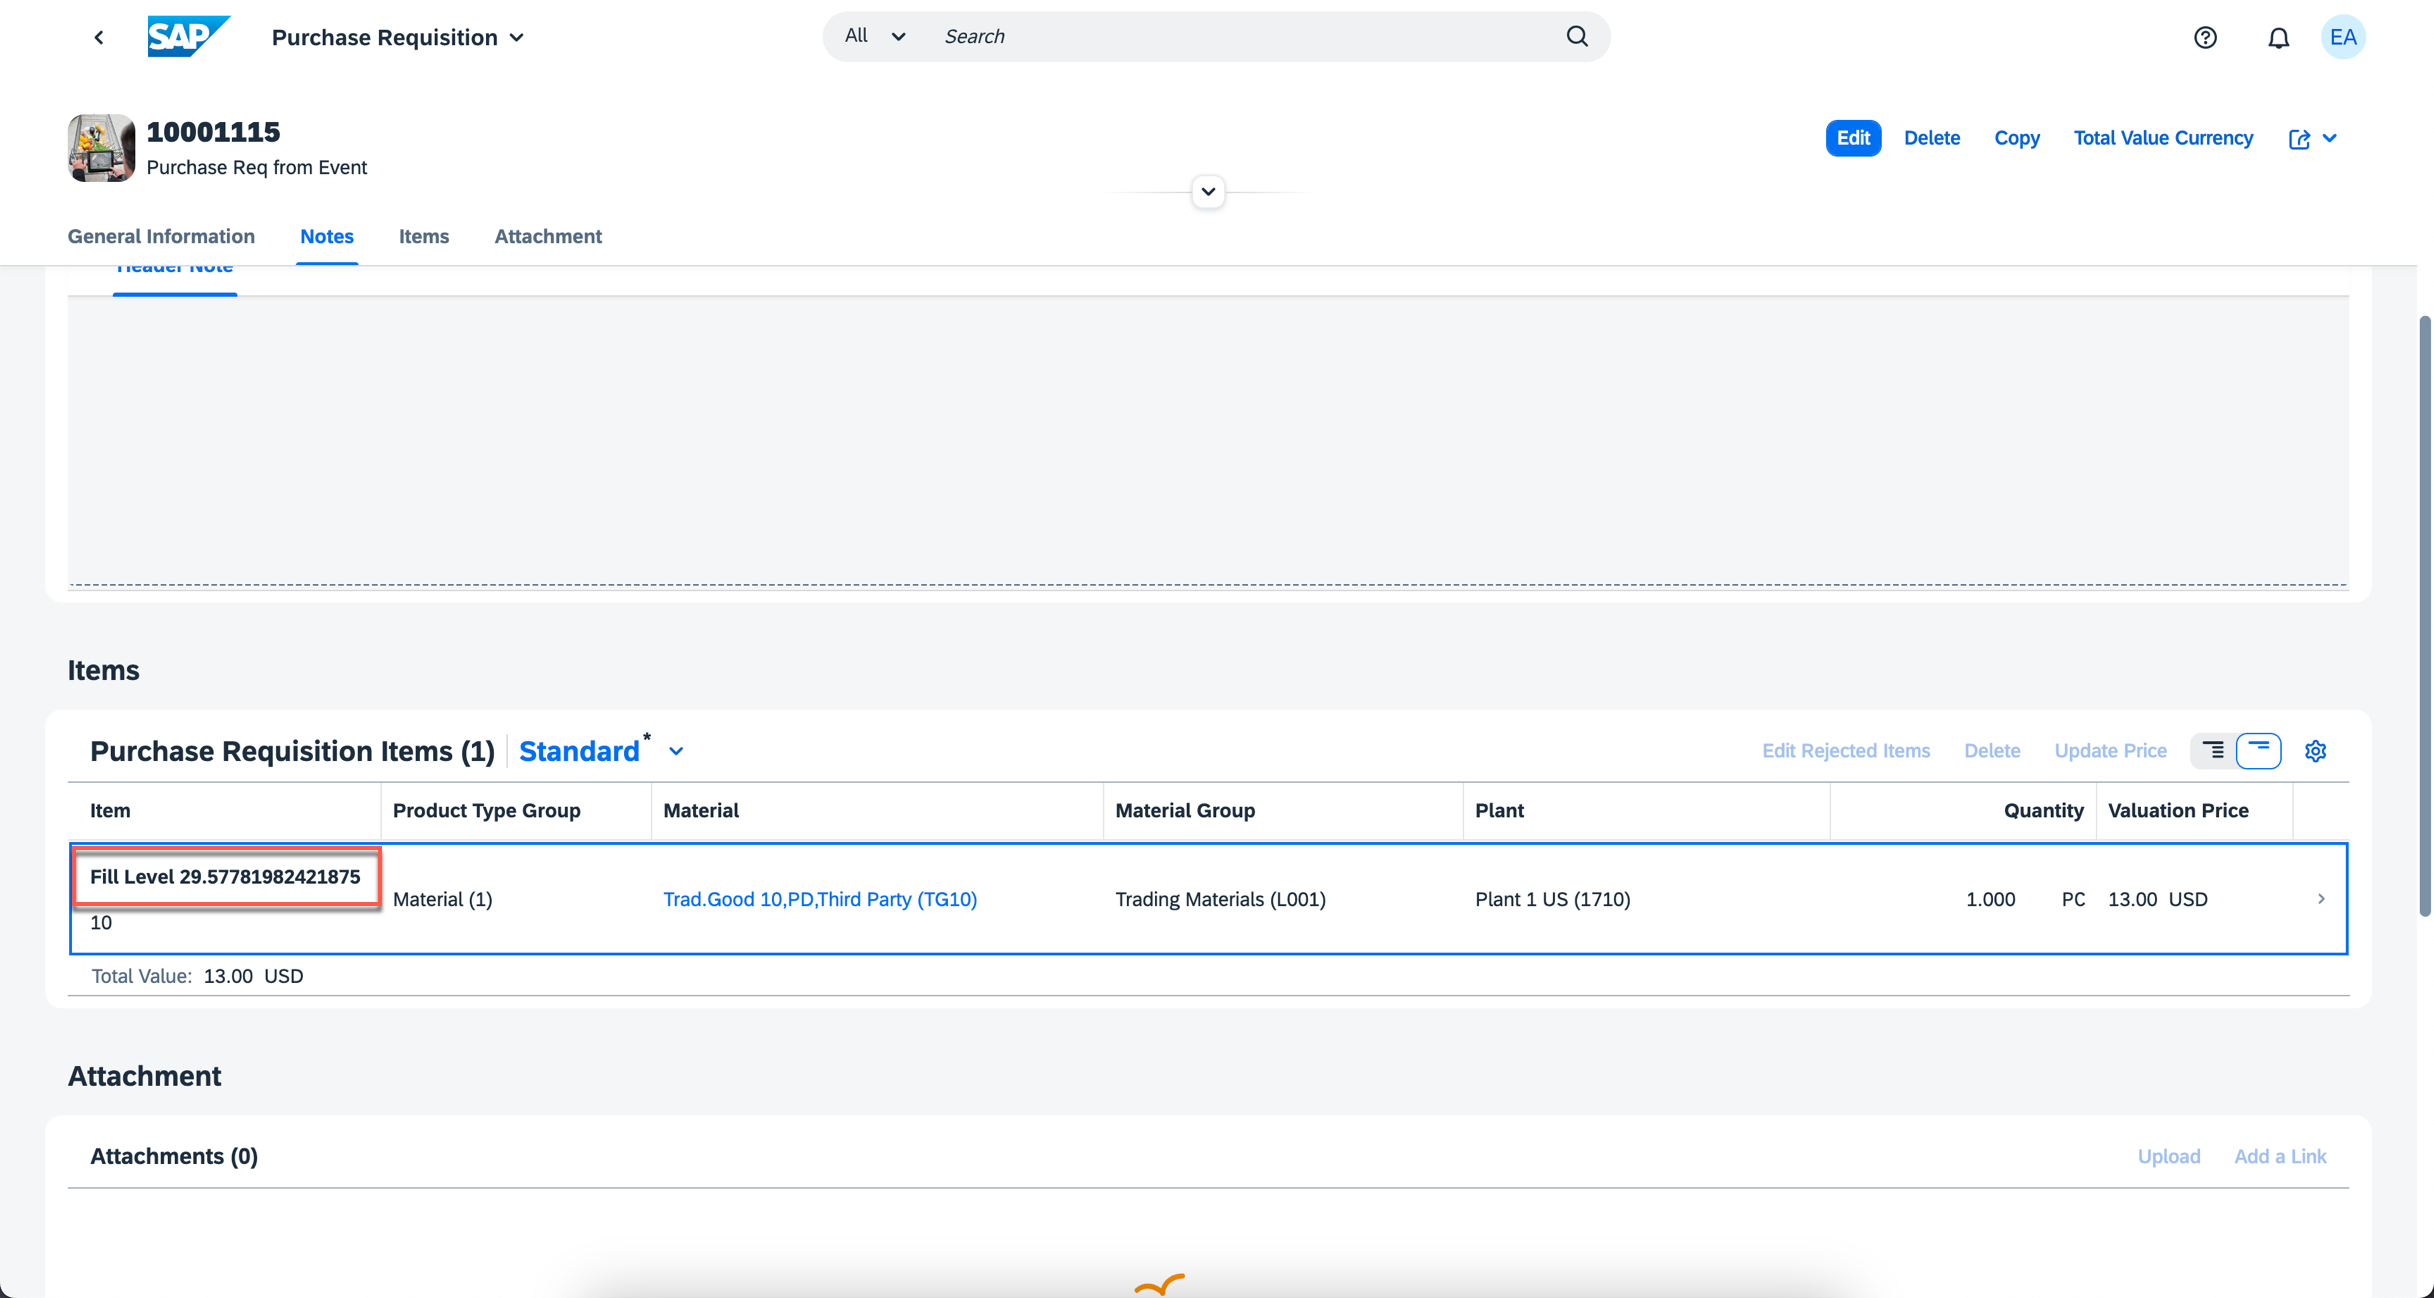 SAP
Purchase Requisition
All
Search
EA
10001115
Purchase Req from Event
Edit
Delete
Copy
Total Value Currency
General Information
Notes
Items
Attachment
Header Note
Items
Purchase Requisition Items (1)
Standard *
Edit Rejected Items
Delete
Update Price
Item
Product Type Group
Material
Material Group
Plant
Quantity
Valuation Price
Fill Level 29.57781982421875
10
Material (1)
Trad.Good 10,PD,Third Party (TG10)
Trading Materials (L001)
Plant 1 US (1710)
1.000 PC
13.00 USD
Total Value: 13.00 USD
Attachment
Attachments (0)
Upload
Add a Link